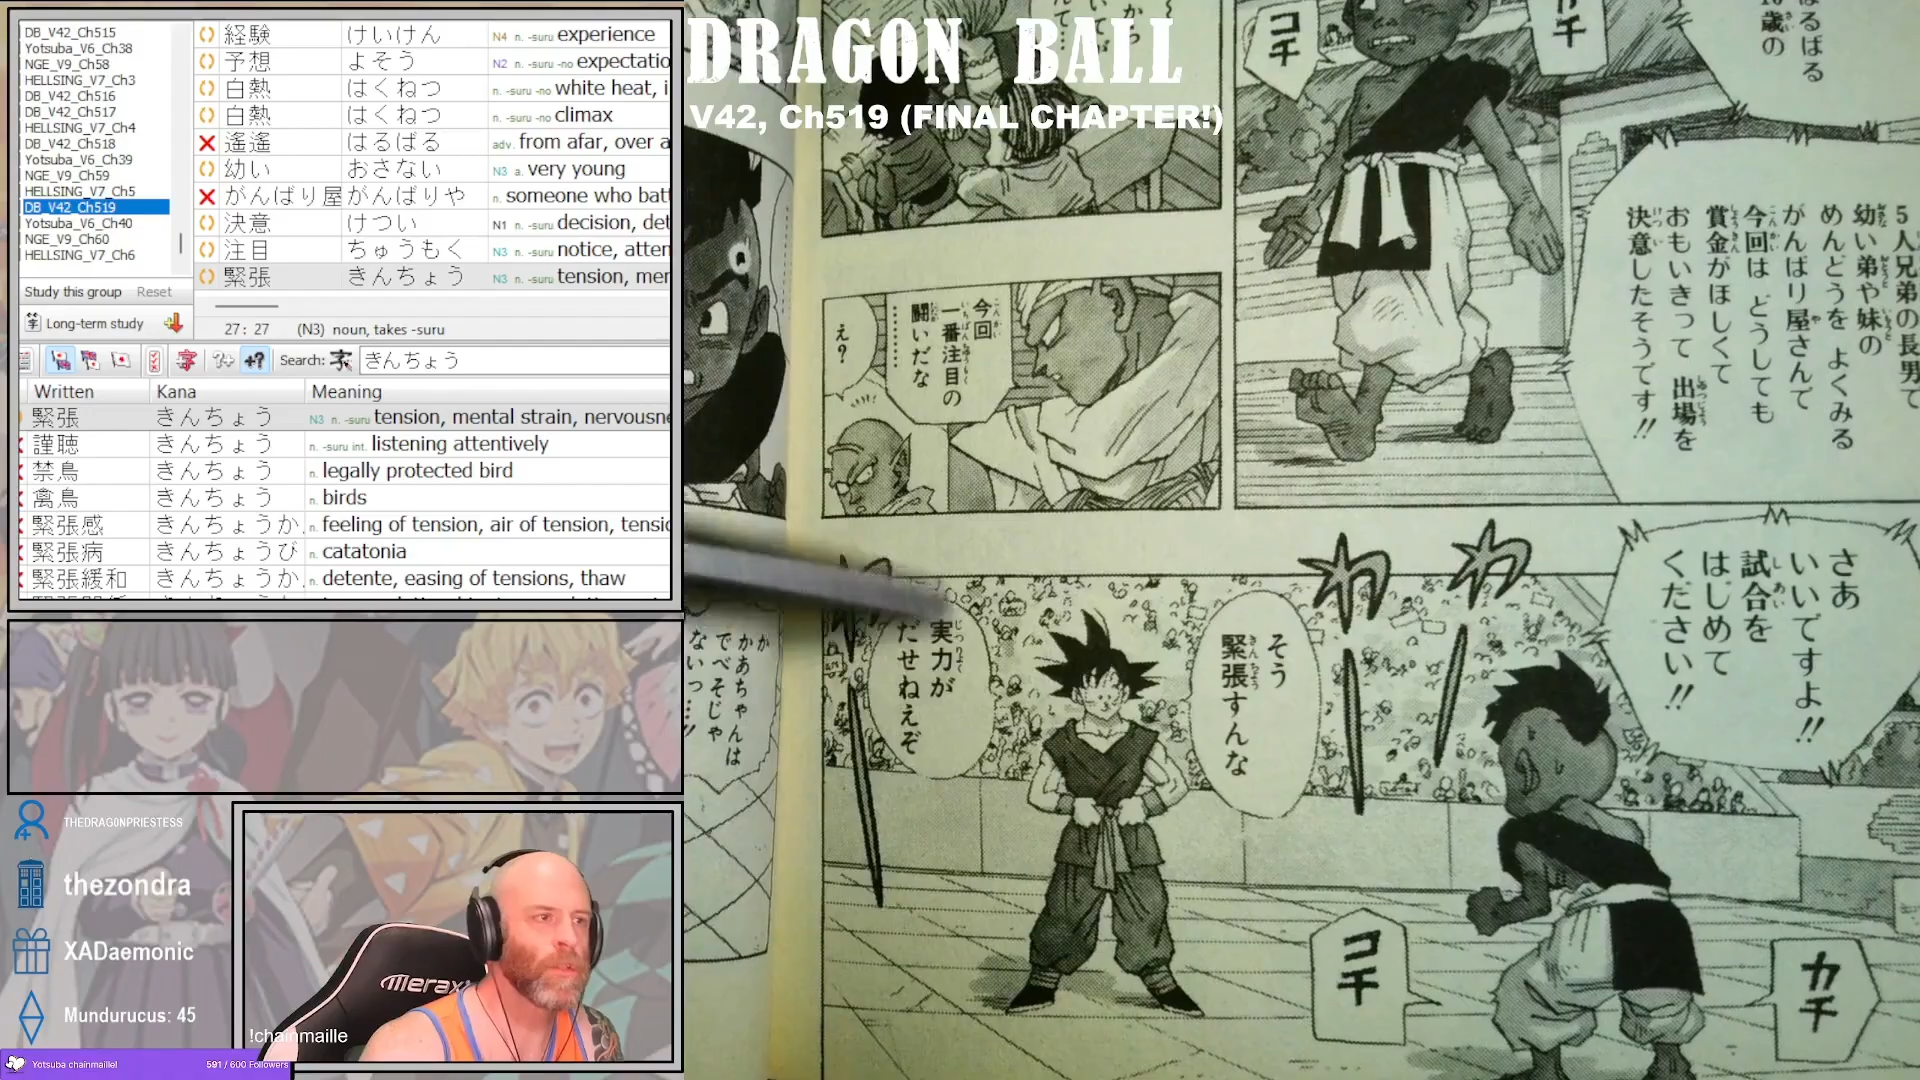 DB_V42_Ch515
Yotsuba_V6_Ch38
NGE_V9_Ch58
HELLSING_V7_Ch3
DB_V42_Ch516
DB_V42_Ch517
HELLSING_V7_Ch4
DB_V42_Ch518
Yotsuba_V6_Ch39
NGE_V9_Ch59
HELLSING_V7_Ch5
DB_V42_Ch519
Yotsuba_V6_Ch40
NGE_V9_Ch60
HELLSING_V7_Ch6
Study this group Reset
Long-term study
経験 けいけん N4 n. -suru experience
予想 よそう N2 n. -suru -no expectatio
白熱 はくねつ n. -suru -no white heat, i
白熱 はくねつ n. -suru -no climax
遙遙 はるばる adv. from afar, over a
幼い おさない N3 a. very young
がんばり屋 がんばりや n. someone who bat
決意 けつい N1 n. -suru decision, det
注目 ちゅうもく N3 n. -suru notice, atten
緊張 きんちょう N3 n. -suru tension, mer
27: 27 (N3) noun, takes -suru
Search: きんちょう
Written Kana Meaning
緊張 きんちょう N3 n. -suru tension, mental strain, nervousne
謹聴 きんちょう n. -suru int. listening attentively
禁鳥 きんちょう n. legally protected bird
禽鳥 きんちょう n. birds
緊張感 きんちょうか. n. feeling of tension, air of tension, tensio
緊張病 きんちょうび n. catatonia
緊張緩和 きんちょうか. n. detente, easing of tensions, thaw
THEDRAG0NPRIESTESS
thezondra
XADaemonic
Mundurucus: 45
Yotsuba chainmaille!
591 / 600 Followers
!chainmaille
merax
DRAGON BALL
V42, Ch519 (FINAL CHAPTER!)
はるばる
歳の
カチ
コチ
5人兄弟の長男で
幼い弟や妹の
めんどうを よくみる
がんばり屋さんで
今回は どうしても
賞金がほしくて
おもいきって 出場を
決意したそうです!!
今回
一番注目の
闘いだな
………
え?
さあ
いいですよ!!
試合を
はじめて
ください!!
わ
わ
そう
緊張すんな
実力が
だせねえぞ
コチ
カチ
か
かあちゃんは
でべそじゃ
ないっ…!!